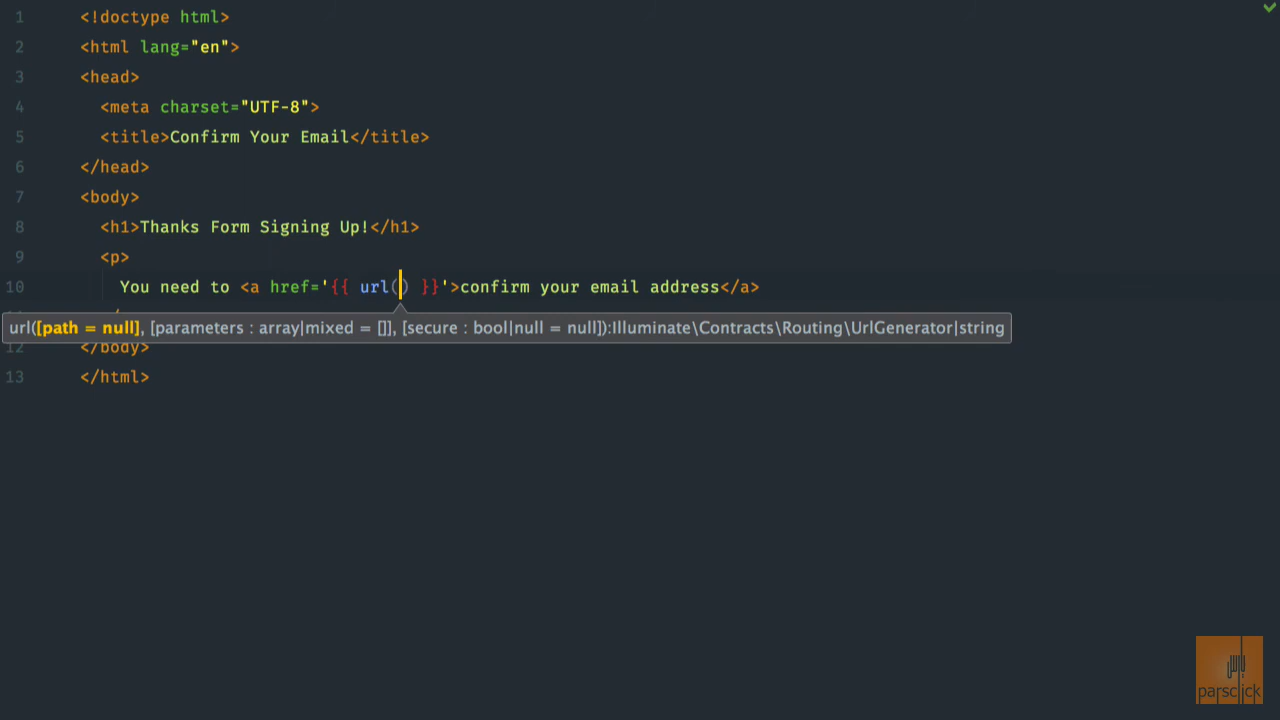 1 <!doctype html>
2 <html lang="en">
3 <head>
4 <meta charset="UTF-8">
5 <title>Confirm Your Email</title>
6 </head>
7 <body>
8 <h1>Thanks Form Signing Up!</h1>
9 <p>
10 You need to <a href='{{ url() }}'>confirm your email address</a>
url([path = null], [parameters : array|mixed = []], [secure : bool|null = null]):Illuminate\Contracts\Routing\UrlGenerator|string
12 </body>
13 </html>
parsclick